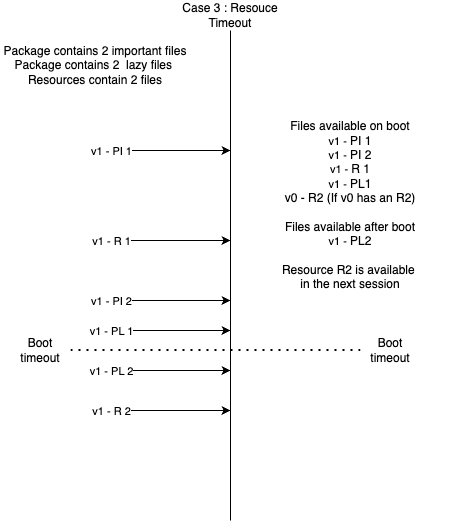 Case 3 : Resouce
Timeout
Package contains 2 important files
Package contains 2 lazy files
Resources contain 2 files
Files available on boot
v1 - PI 1
v1 - PI 2
v1 - R 1
v1 - PL1
v0 - R2 (If v0 has an R2)
Files available after boot
v1 - PL2
Resource R2 is available
in the next session
v1 - PI 1
v1 - R 1
v1 - PI 2
v1 - PL 1
Boot
timeout
Boot
timeout
v1 - PL 2
v1 - R 2